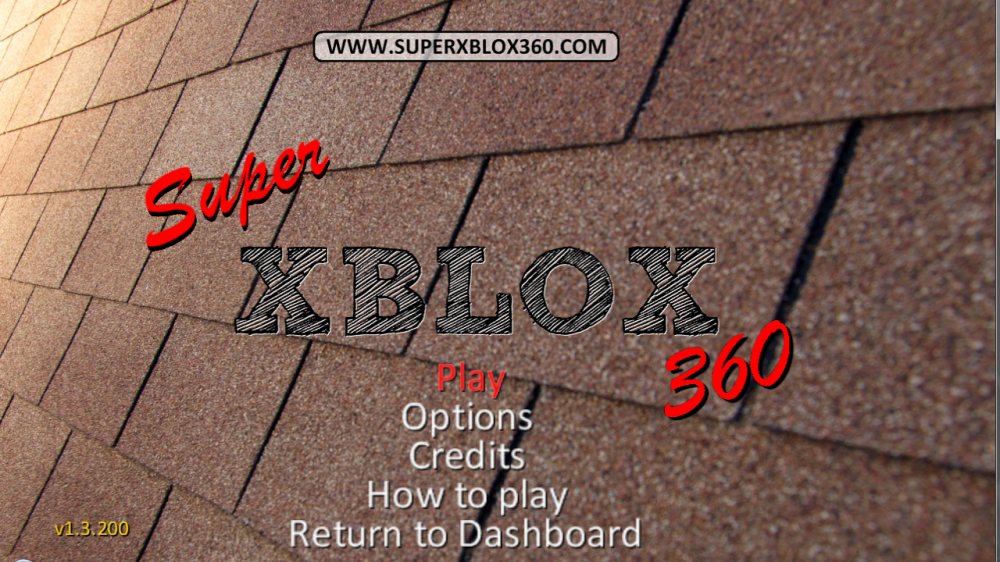 WWW.SUPERXBLOX360.COM
Super
XBLOX
360
Play
Options
Credits
How to play
Return to Dashboard
v1.3.200